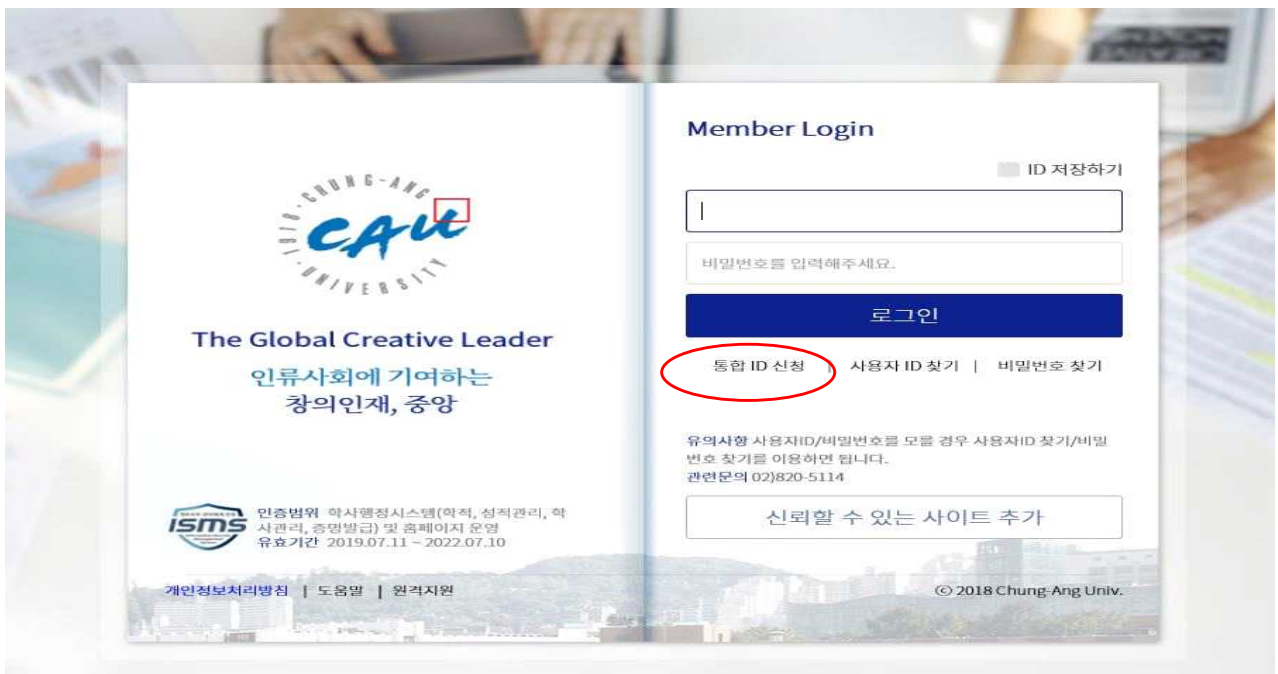 1918·CHUNG-ANG·UNIVERSITY·
CAU
The Global Creative Leader
인류사회에 기여하는
창의인재, 중앙
ISMS
인증범위 학사행정시스템(학적, 성적관리, 학
사관리, 증명발급) 및 홈페이지 운영
유효기간 2019.07.11 ~ 2022.07.10
개인정보처리방침 | 도움말 | 원격지원
Member Login
ID 저장하기
비밀번호를 입력해주세요.
로그인
통합 ID 신청 | 사용자 ID 찾기 | 비밀번호 찾기
유의사항 사용자ID/비밀번호를 모를 경우 사용자ID 찾기/비밀
번호 찾기를 이용하면 됩니다.
관련문의 02)820-5114
신뢰할 수 있는 사이트 추가
ⓒ 2018 Chung-Ang Univ.